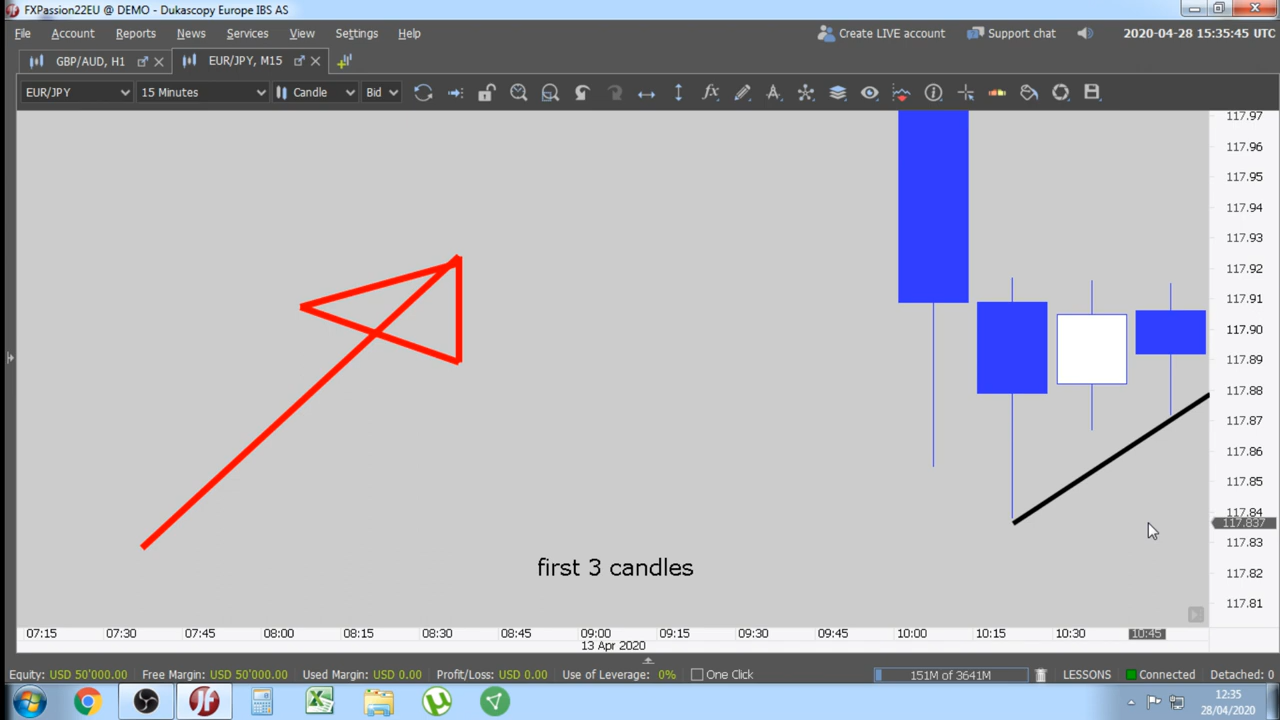 FXPassion22EU @ DEMO - Dukascopy Europe IBS AS
File Account Reports News Services View Settings Help Create LIVE account Support chat 2020-04-28 15:35:45 UTC
GBP/AUD, H1 EUR/JPY, M15
EUR/JPY 15 Minutes Candle Bid
117.97
117.96
117.95
117.94
117.93
117.92
117.91
117.90
117.89
117.88
117.87
117.86
117.85
117.84
117.837
117.83
first 3 candles
117.82
117.81
07:15 07:30 07:45 08:00 08:15 08:30 08:45 09:00 09:15 09:30 09:45 10:00 10:15 10:30 10:45
13 Apr 2020
Equity: USD 50'000.00 Free Margin: USD 50'000.00 Used Margin: USD 0.00 Profit/Loss: USD 0.00 Use of Leverage: 0% One Click 151M of 3641M LESSONS Connected Detached: 0
12:35
28/04/2020